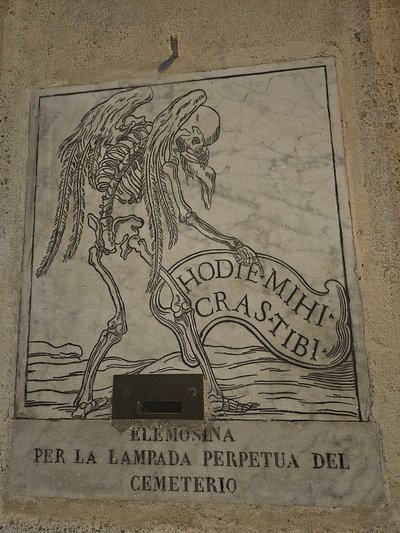 HODIE·MIHI·
CRAS·TIBI·
ELEMOSINA
PER LA LAMPADA PERPETUA DEL
CEMETERIO